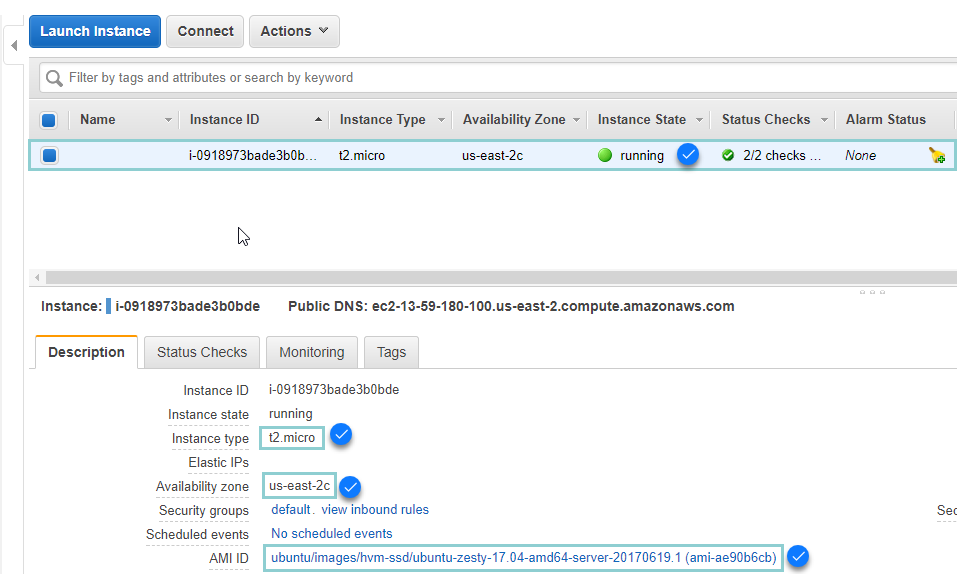 Launch Instance Connect Actions
Filter by tags and attributes or search by keyword
Name Instance ID Instance Type Availability Zone Instance State Status Checks Alarm Status
i-0918973bade3b0b... t2.micro us-east-2c running 2/2 checks ... None
Instance: i-0918973bade3b0bde Public DNS: ec2-13-59-180-100.us-east-2.compute.amazonaws.com
Description Status Checks Monitoring Tags
Instance ID i-0918973bade3b0bde
Instance state running
Instance type t2.micro
Elastic IPs
Availability zone us-east-2c
Security groups default. view inbound rules Sec
Scheduled events No scheduled events
AMI ID ubuntu/images/hvm-ssd/ubuntu-zesty-17.04-amd64-server-20170619.1 (ami-ae90b6cb)